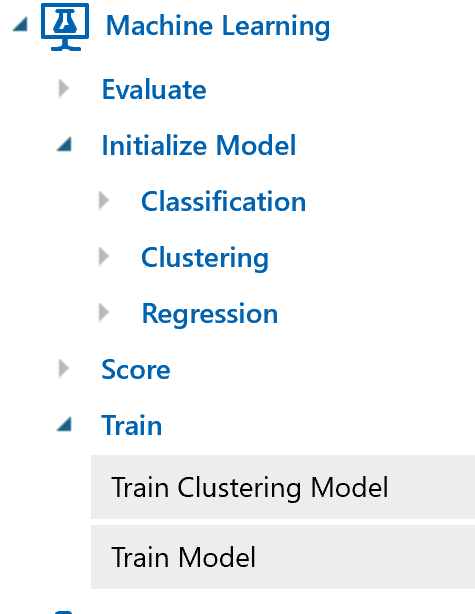 Machine Learning
Evaluate
Initialize Model
Classification
Clustering
Regression
Score
Train
Train Clustering Model
Train Model